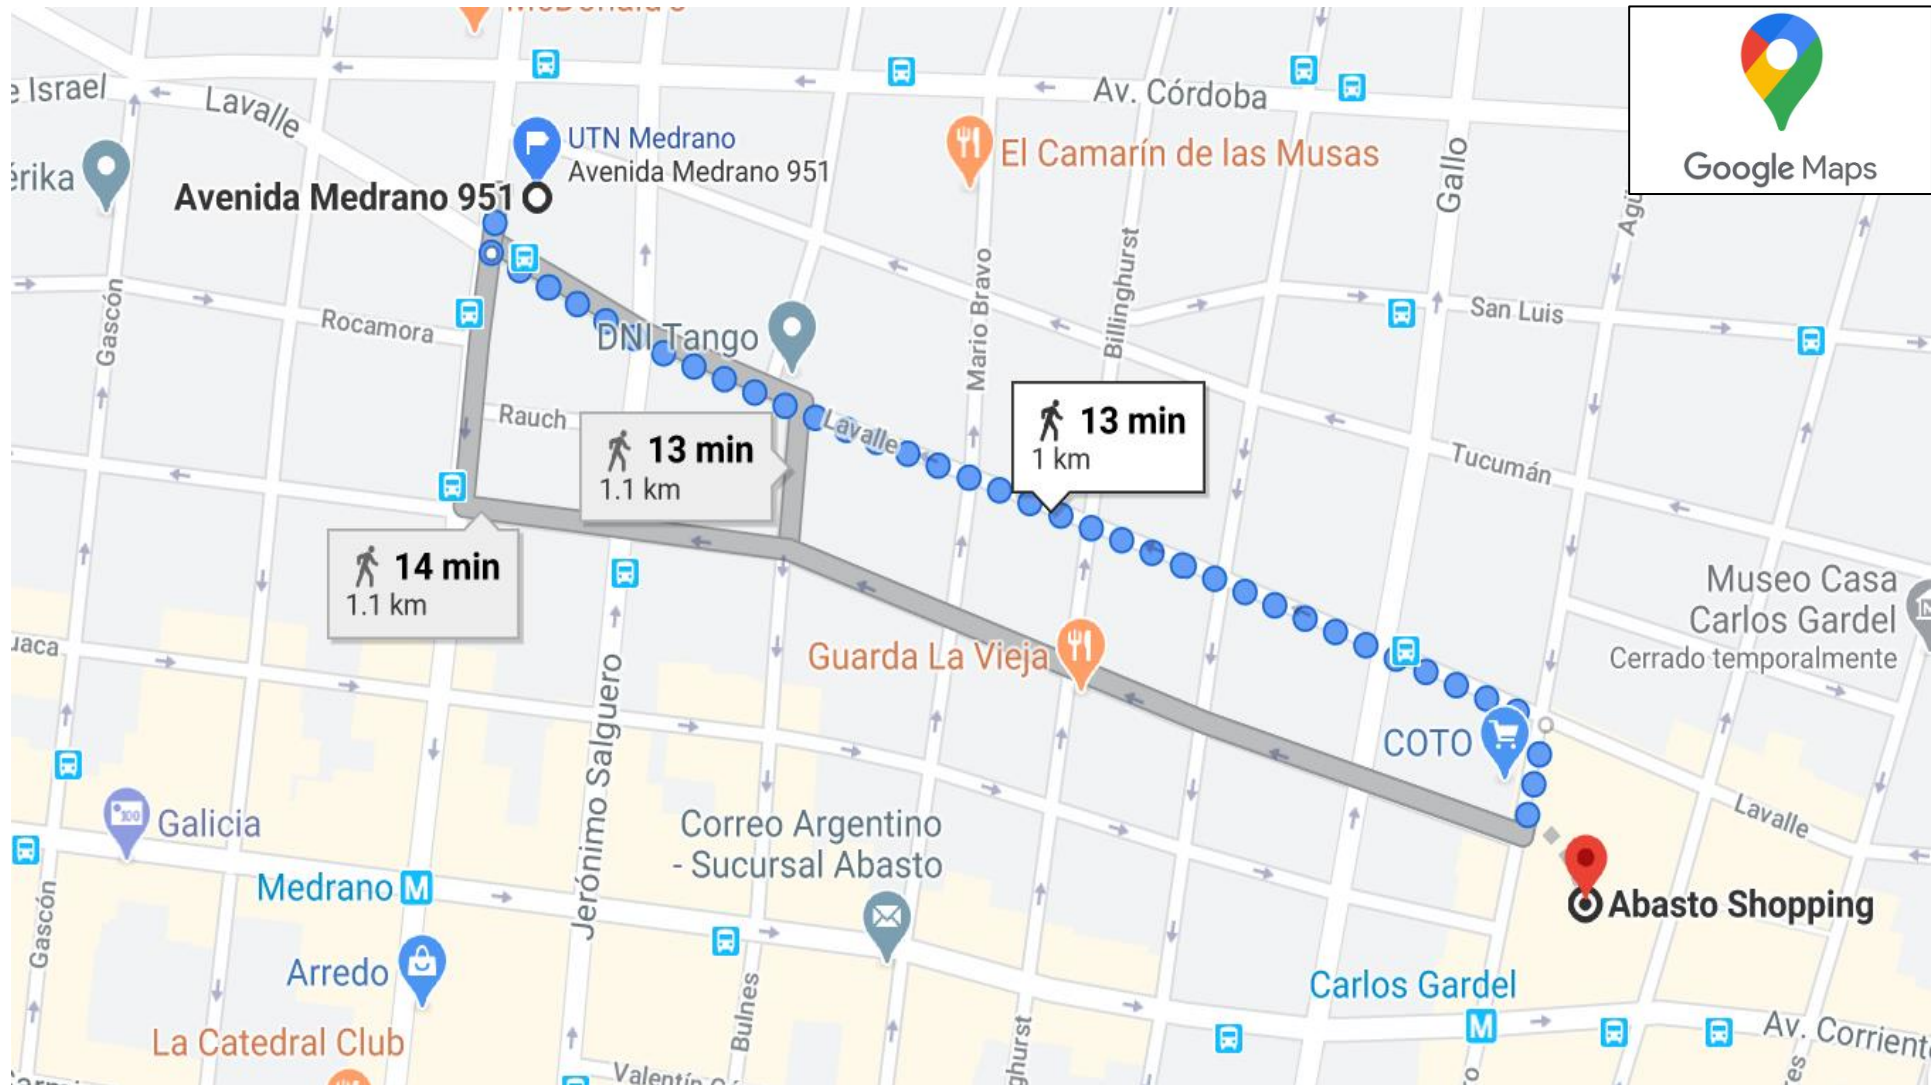 Israel
Lavalle
Av. Córdoba
Google Maps
UTN Medrano
Avenida Medrano 951
Avenida Medrano 951
El Camarín de las Musas
Gallo
Gascón
Rocamora
DNI Tango
Mario Bravo
Billinghurst
San Luis
Rauch
Lavalle
13 min
1 km
13 min
1.1 km
14 min
1.1 km
Tucumán
Museo Casa
Carlos Gardel
Cerrado temporalmente
Guarda La Vieja
Jerónimo Salguero
COTO
Lavalle
100
Galicia
Correo Argentino
- Sucursal Abasto
Medrano M
Abasto Shopping
Gascón
Arredo
Bulnes
Carlos Gardel
M
La Catedral Club
Av.
Valentín